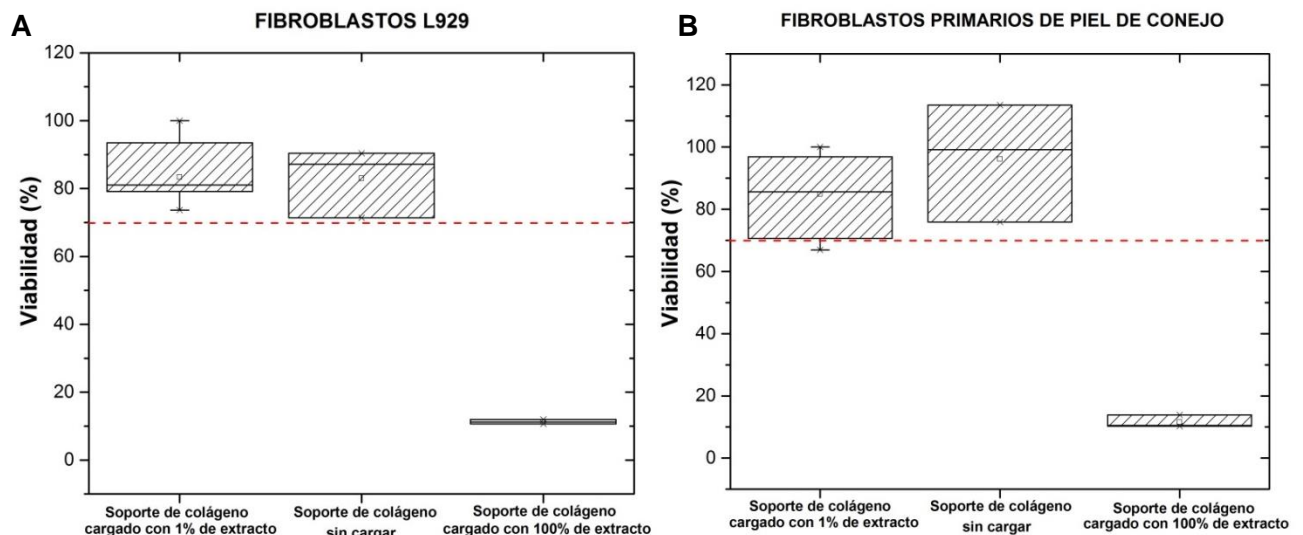 A
FIBROBLASTOS L929
Viabilidad (%)
120
100
80
60
40
20
0
Soporte de colágeno
cargado con 1% de extracto
Soporte de colágeno
sin cargar
Soporte de colágeno
cargado con 100% de extracto
B
FIBROBLASTOS PRIMARIOS DE PIEL DE CONEJO
Viabilidad (%)
120
100
80
60
40
20
0
Soporte de colágeno
cargado con 1% de extracto
Soporte de colágeno
sin cargar
Soporte de colágeno
cargado con 100% de extracto